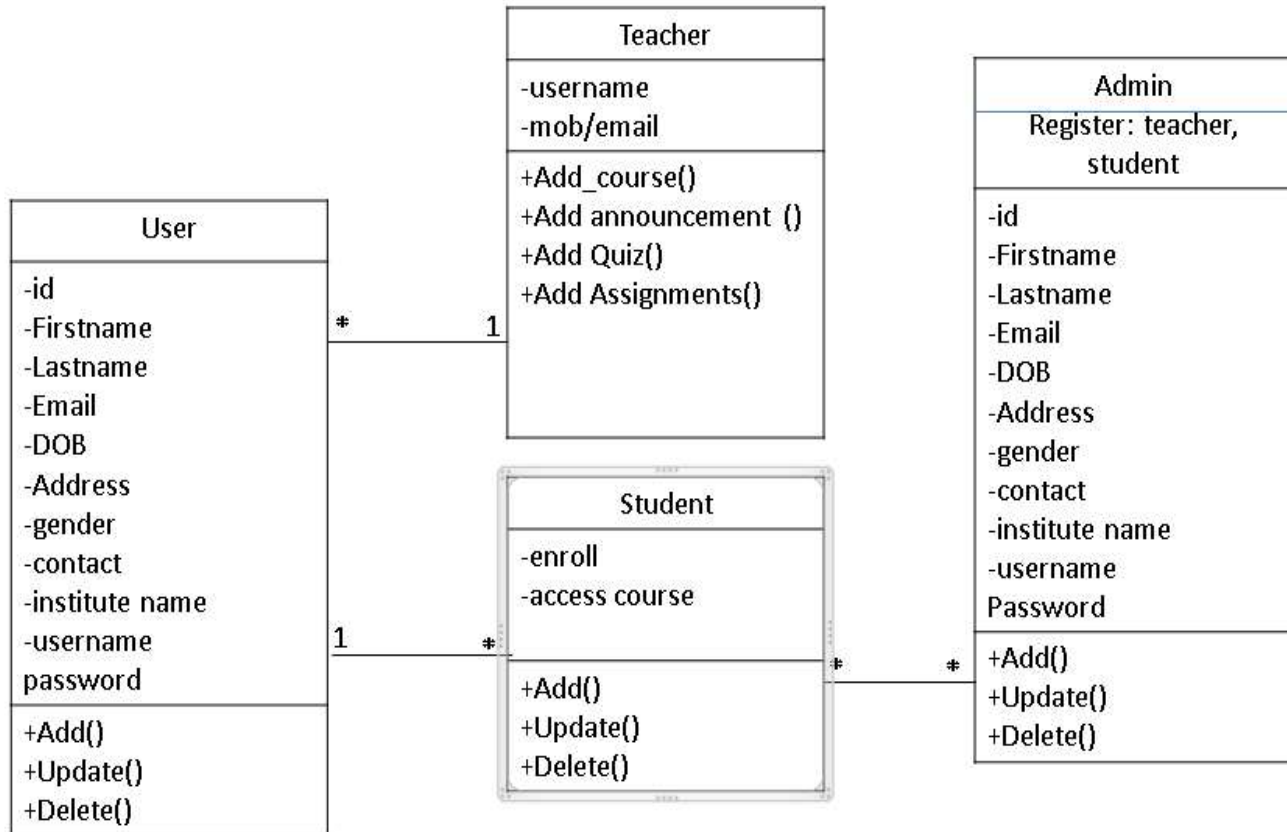 Teacher
-username
-mob/email
+Add_course()
+Add announcement ()
+Add Quiz()
+Add Assignments()
User
-id
-Firstname
-Lastname
-Email
-DOB
-Address
-gender
-contact
-institute name
-username
password
+Add()
+Update()
+Delete()
*
1
1
*
Student
-enroll
-access course
+Add()
+Update()
+Delete()
*
*
Admin
Register: teacher,
student
-id
-Firstname
-Lastname
-Email
-DOB
-Address
-gender
-contact
-institute name
-username
Password
+Add()
+Update()
+Delete()